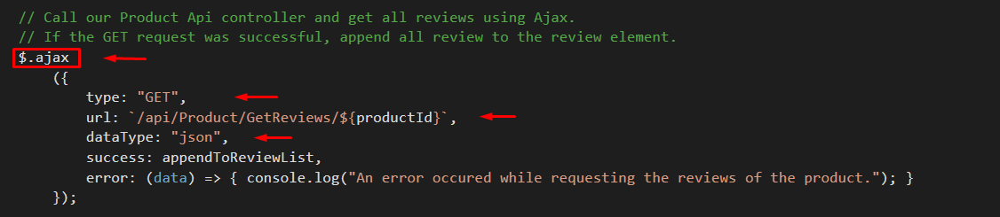 // Call our Product Api controller and get all reviews using Ajax.
// If the GET request was successful, append all review to the review element.
$.ajax
({
type: "GET",
url: `/api/Product/GetReviews/${productId}`,
dataType: "json",
success: appendToReviewList,
error: (data) => { console.log("An error occured while requesting the reviews of the product."); }
});